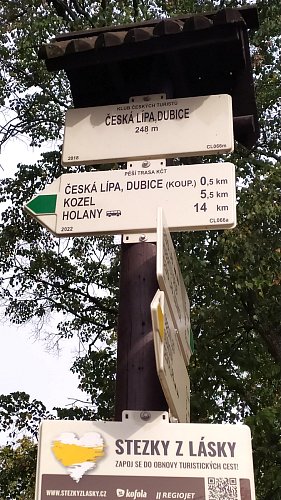 KLUB ČESKÝCH TURISTŮ
ČESKÁ LÍPA, DUBICE
248 m
2018 CL066m
PĚŠÍ TRASA KČT
ČESKÁ LÍPA, DUBICE (KOUP.) 0,5 km
KOZEL 5,5 km
HOLANY 14 km
2022 CL066a
STEZKY Z LÁSKY
ZAPOJ SE DO OBNOVY TURISTICKÝCH CEST!
WWW.STEZKYZLASKY.CZ kofola REGIOJET